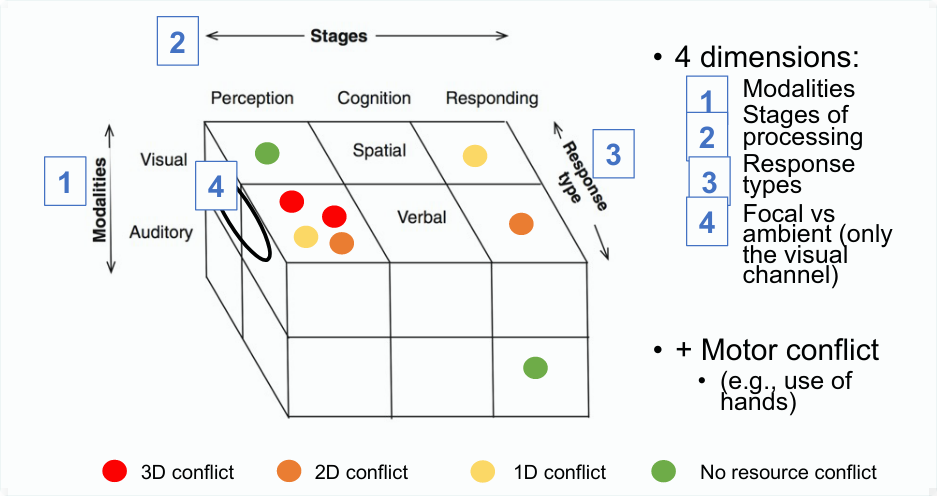 2
Stages
Perception
Cognition
Responding
1
Modalities
Visual
Auditory
4
Spatial
Verbal
Response
type
3
• 4 dimensions:
1 Modalities
2 Stages of
processing
3 Response
types
4 Focal vs
ambient (only
the visual
channel)
• + Motor conflict
• (e.g., use of
hands)
3D conflict
2D conflict
1D conflict
No resource conflict